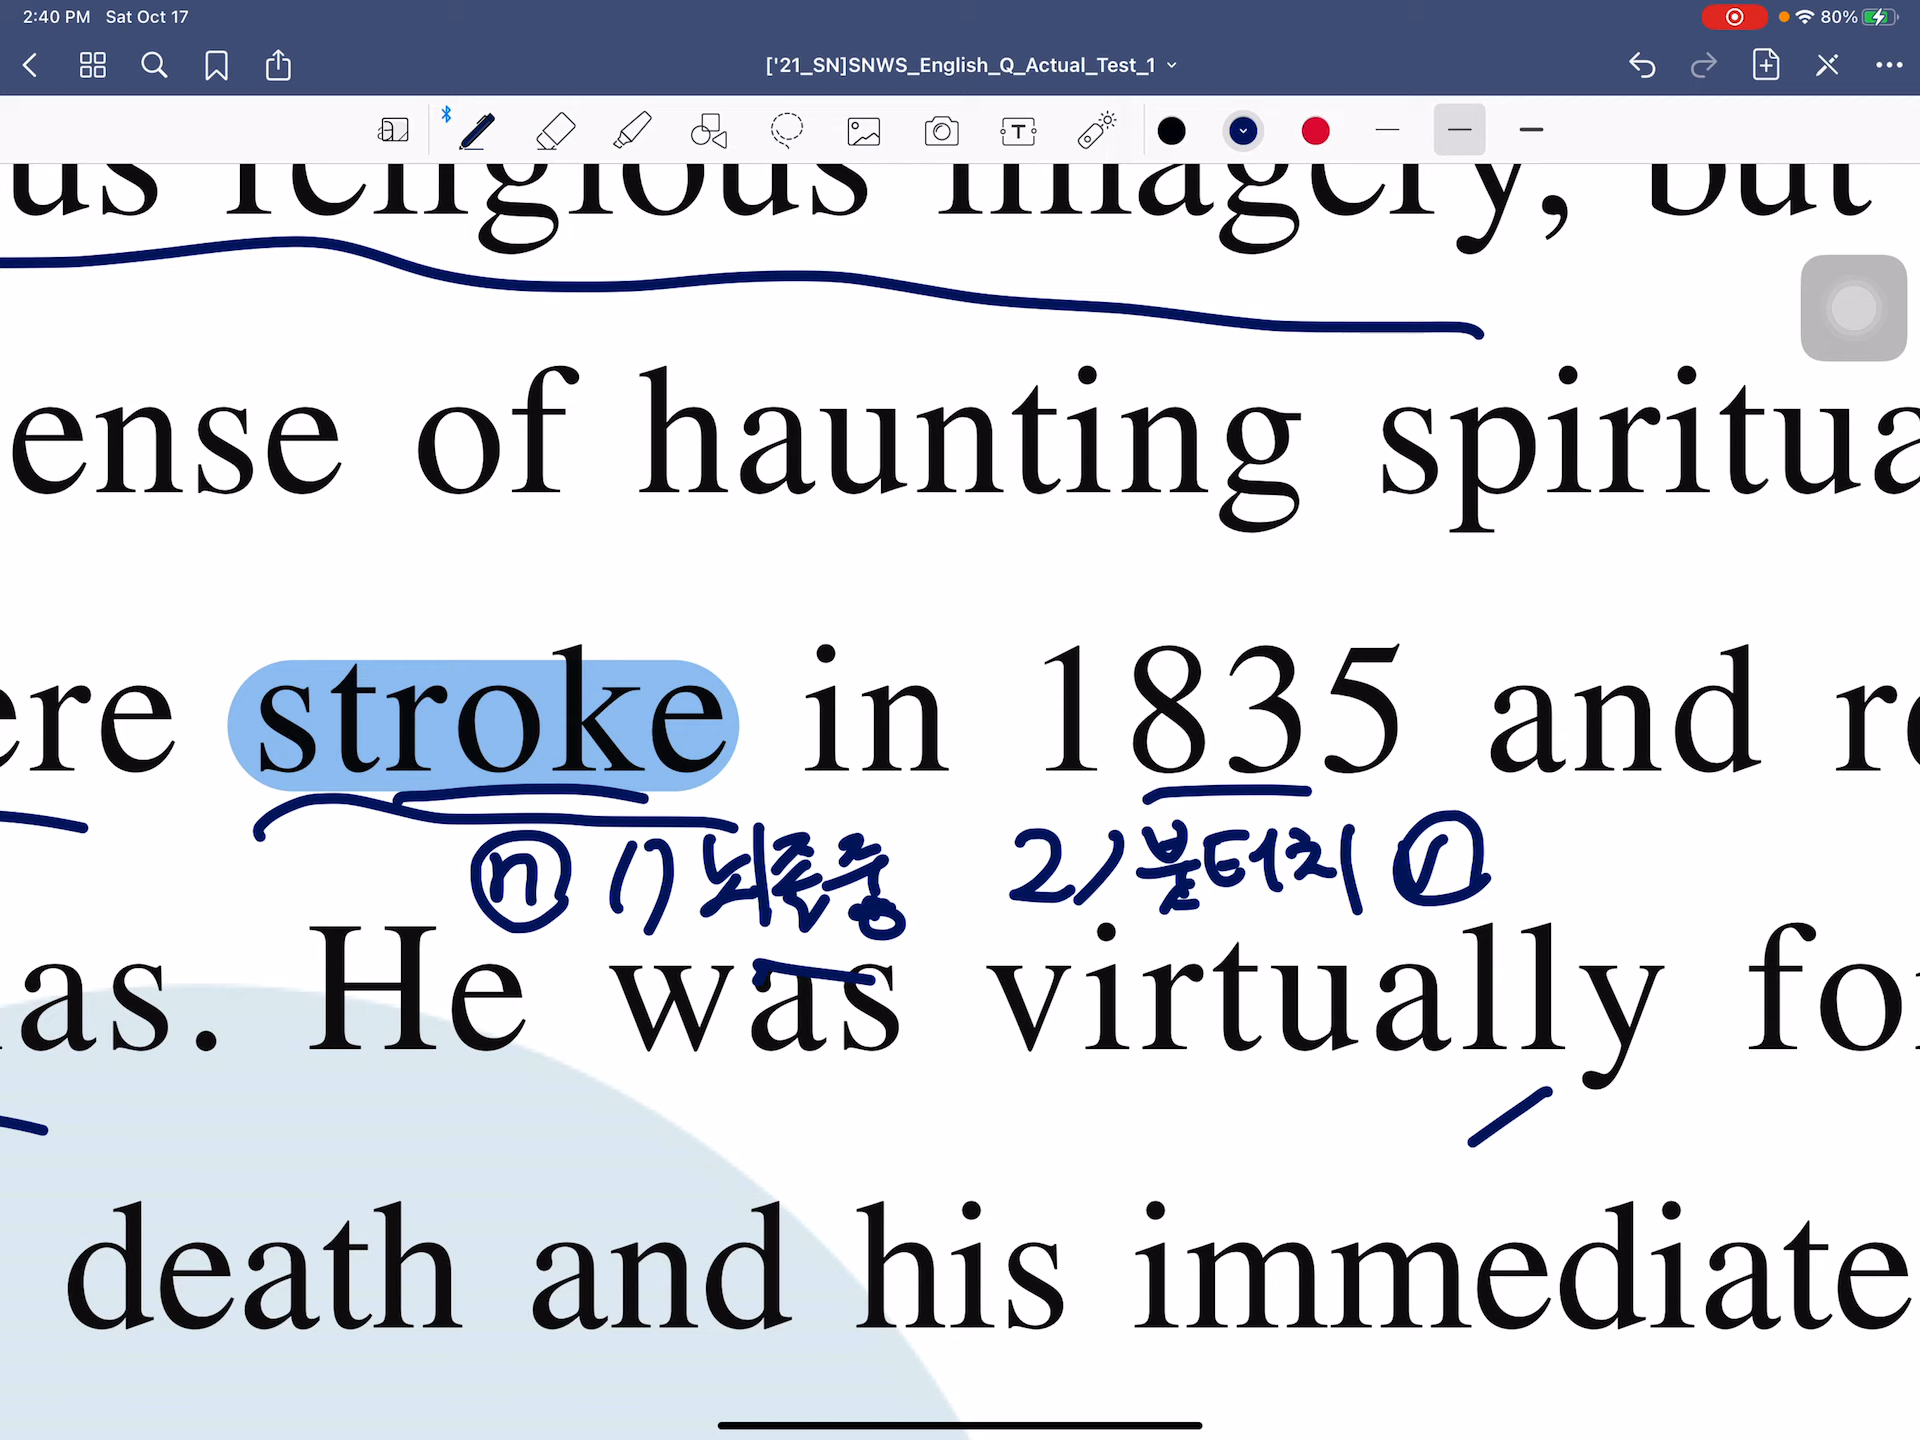 2:40 PM Sat Oct 17 80%
['21_SN]SNWS_English_Q_Actual_Test_1
us religious imagery, but
ense of haunting spiritua
ere stroke in 1835 and re
ⓝ 1) 뇌졸중 2) 붓터치 ⓥ
as. He was virtually for
death and his immediate